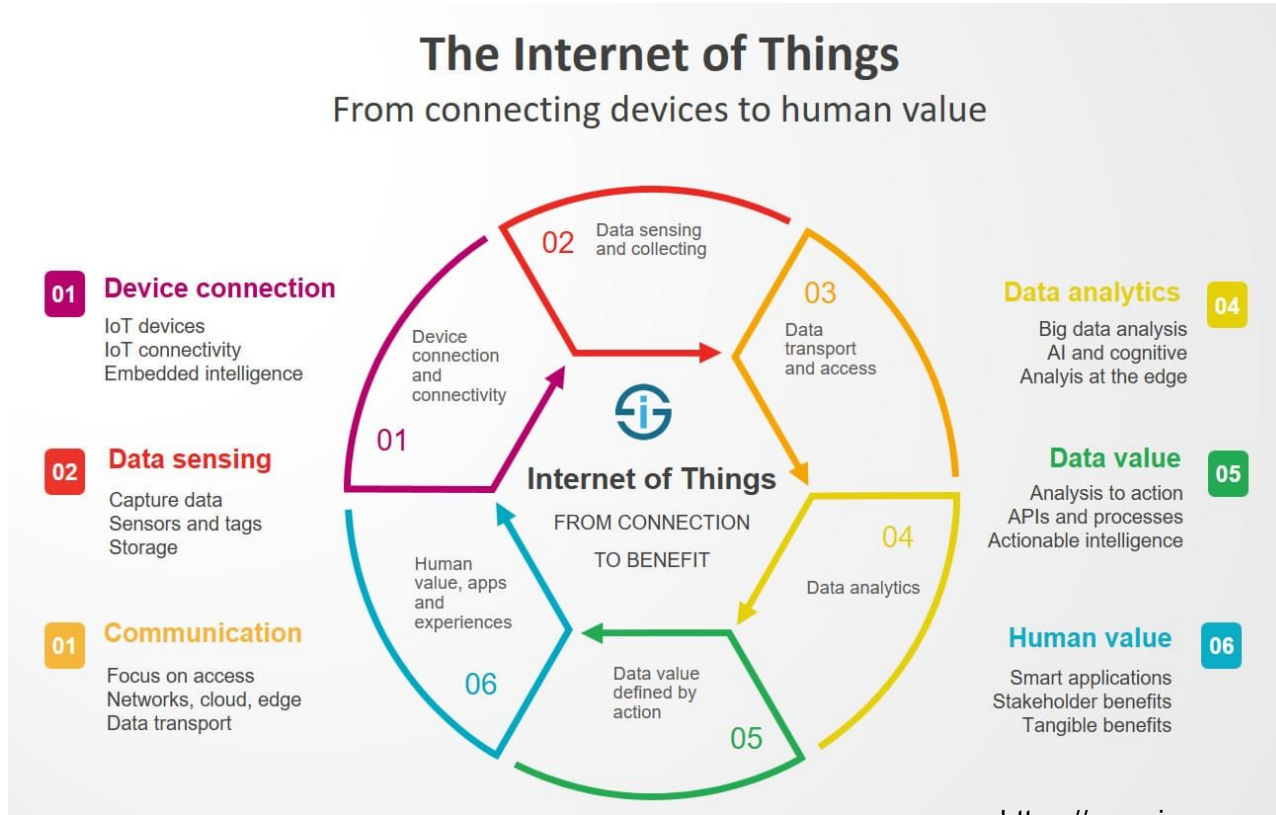 The Internet of Things
From connecting devices to human value
01
Device connection
IoT devices
IoT connectivity
Embedded intelligence
02
Data sensing
Capture data
Sensors and tags
Storage
01
Communication
Focus on access
Networks, cloud, edge
Data transport
01
Device
connection
and
connectivity
02
Data sensing
and collecting
03
Data
transport
and access
04
Data analytics
05
Data value
defined by
action
06
Human
value, apps
and
experiences
Internet of Things
FROM CONNECTION
TO BENEFIT
Data analytics
04
Big data analysis
AI and cognitive
Analyis at the edge
Data value
05
Analysis to action
APIs and processes
Actionable intelligence
Human value
06
Smart applications
Stakeholder benefits
Tangible benefits